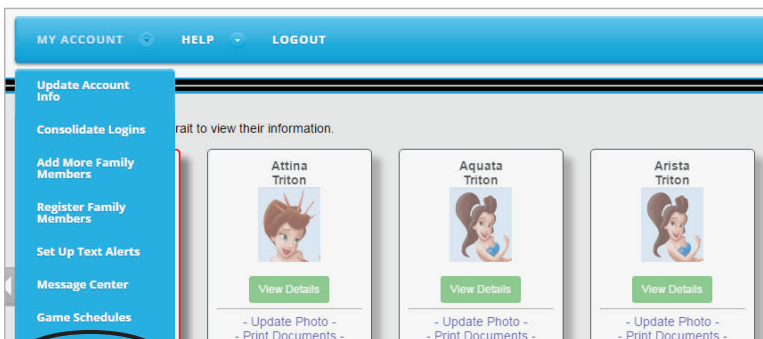 MY ACCOUNT HELP LOGOUT
Update Account
Info
Consolidate Logins
rait to view their information.
Add More Family
Members
Register Family
Members
Set Up Text Alerts
Message Center
Game Schedules
Attina
Triton
View Details
- Update Photo -
- Print Documents -
Aquata
Triton
View Details
- Update Photo -
- Print Documents -
Arista
Triton
View Details
- Update Photo -
- Print Documents -